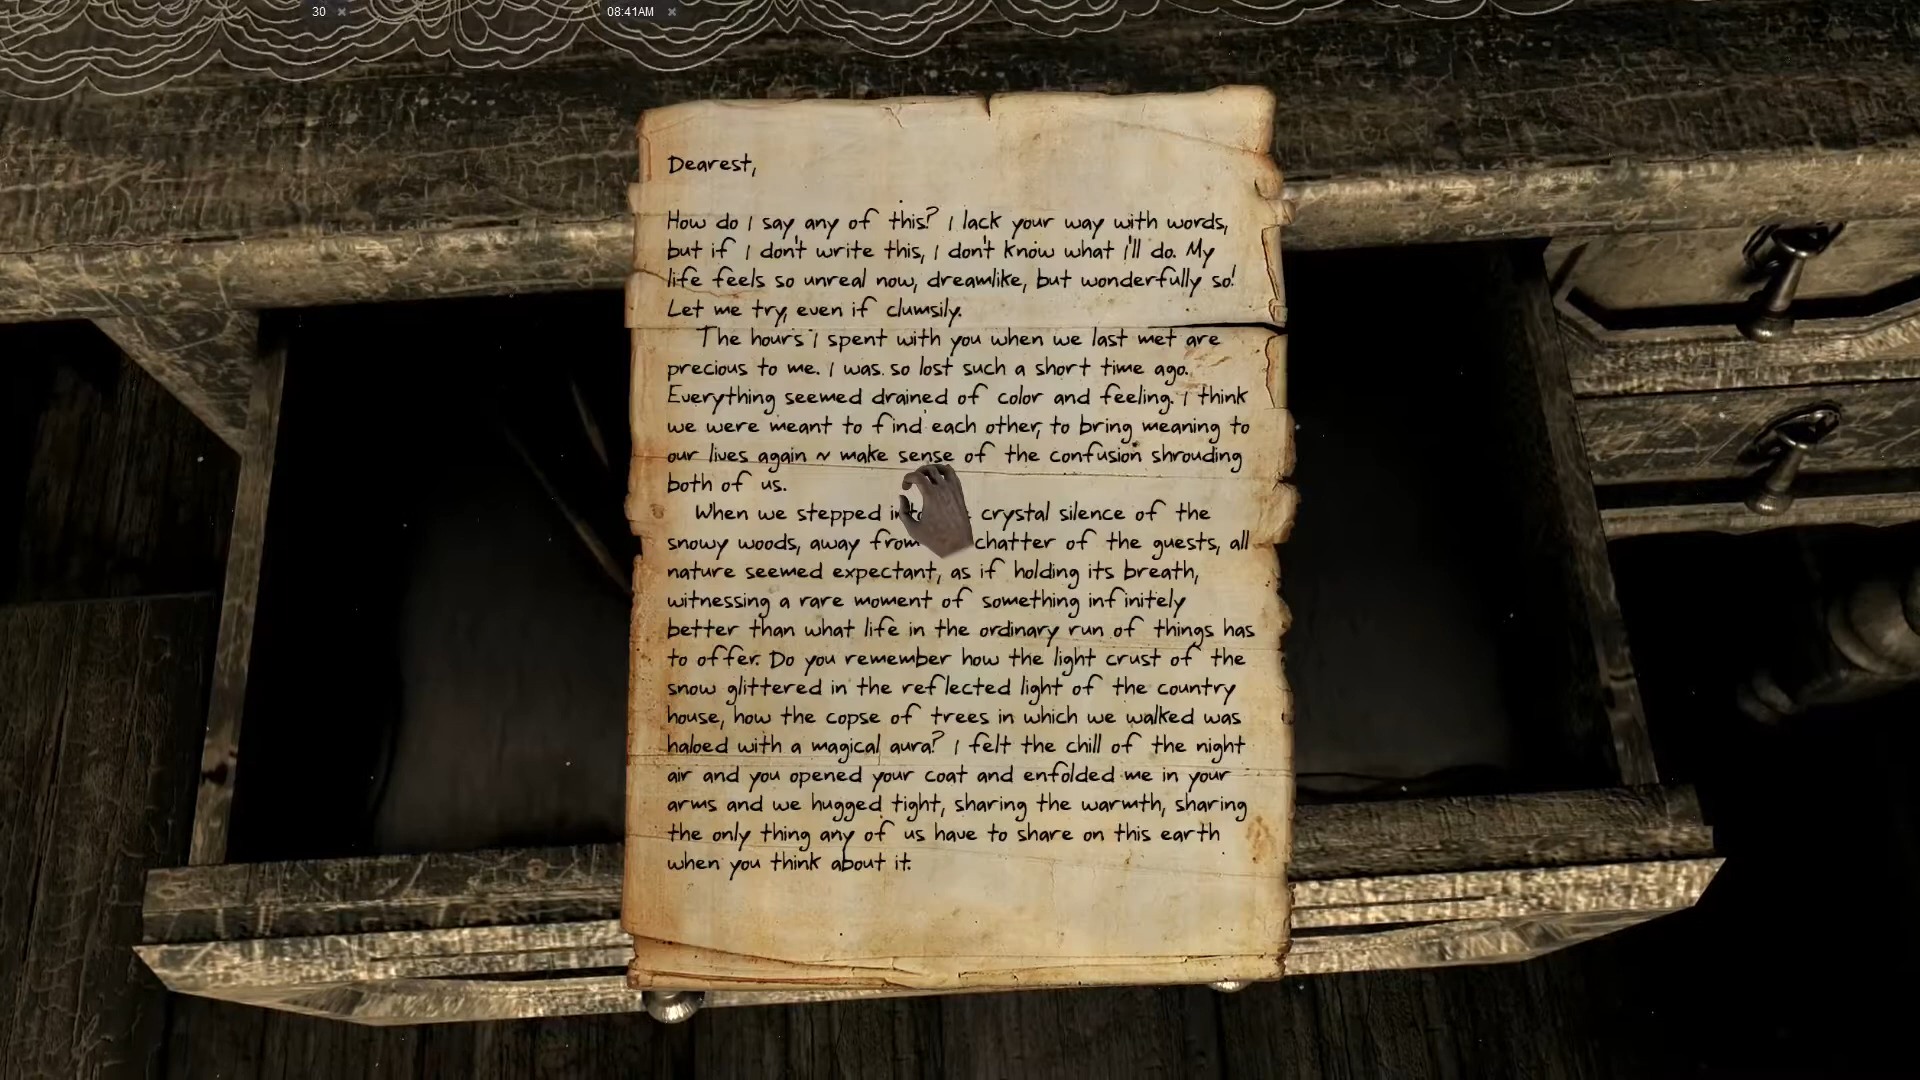 30 ×
08:41AM ×
Dearest,
How do I say any of this? I lack your way with words,
but if I don't write this, I don't know what I'll do. My
life feels so unreal now, dreamlike, but wonderfully so!
Let me try, even if clumsily.
The hours I spent with you when we last met are
precious to me. I was so lost such a short time ago.
Everything seemed drained of color and feeling. I think
we were meant to find each other, to bring meaning to
our lives again ~ make sense of the confusion shrouding
both of us.
When we stepped into crystal silence of the
snowy woods, away from chatter of the guests, all
nature seemed expectant, as if holding its breath,
witnessing a rare moment of something infinitely
better than what life in the ordinary run of things has
to offer. Do you remember how the light crust of the
snow glittered in the reflected light of the country
house, how the copse of trees in which we walked was
haloed with a magical aura? I felt the chill of the night
air and you opened your coat and enfolded me in your
arms and we hugged tight, sharing the warmth, sharing
the only thing any of us have to share on this earth
when you think about it.